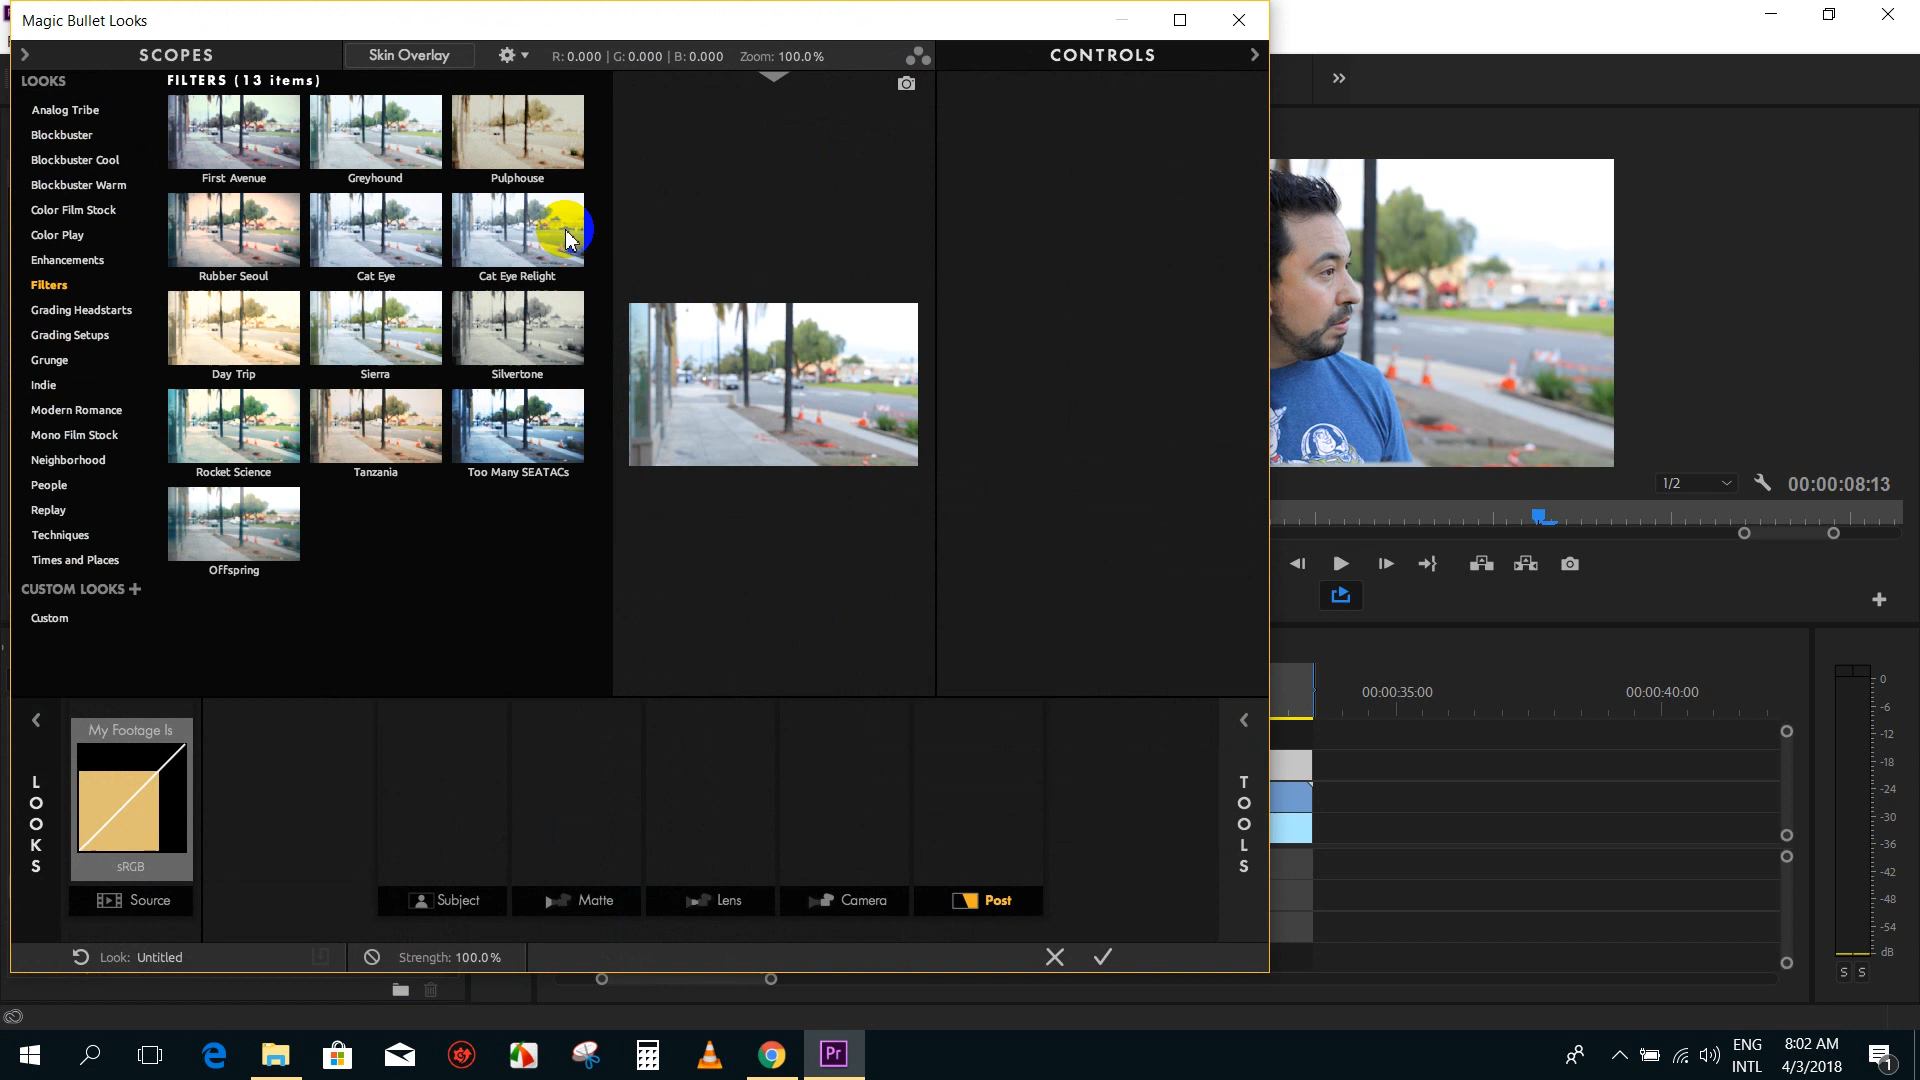 Magic Bullet Looks
SCOPES
Skin Overlay
R: 0.000 | G: 0.000 | B: 0.000
Zoom: 100.0%
CONTROLS
LOOKS
FILTERS (13 items)
Analog Tribe
Blockbuster
Blockbuster Cool
Blockbuster Warm
Color Film Stock
Color Play
Enhancements
Filters
Grading Headstarts
Grading Setups
Grunge
Indie
Modern Romance
Mono Film Stock
Neighborhood
People
Replay
Techniques
Times and Places
CUSTOM LOOKS +
Custom
First Avenue
Greyhound
Pulphouse
Rubber Seoul
Cat Eye
Cat Eye Relight
Day Trip
Sierra
Silvertone
Rocket Science
Tanzania
Too Many SEATACs
Offspring
1/2
00:00:08:13
00:00:35:00
00:00:40:00
0
-6
-12
-18
-24
-30
-36
-42
-48
-54
dB
S S
My Footage Is
sRGB
Source
LOOKS
Subject
Matte
Lens
Camera
Post
TOOLS
Look: Untitled
Strength: 100.0%
Pr
ENG
INTL
8:02 AM
4/3/2018
1